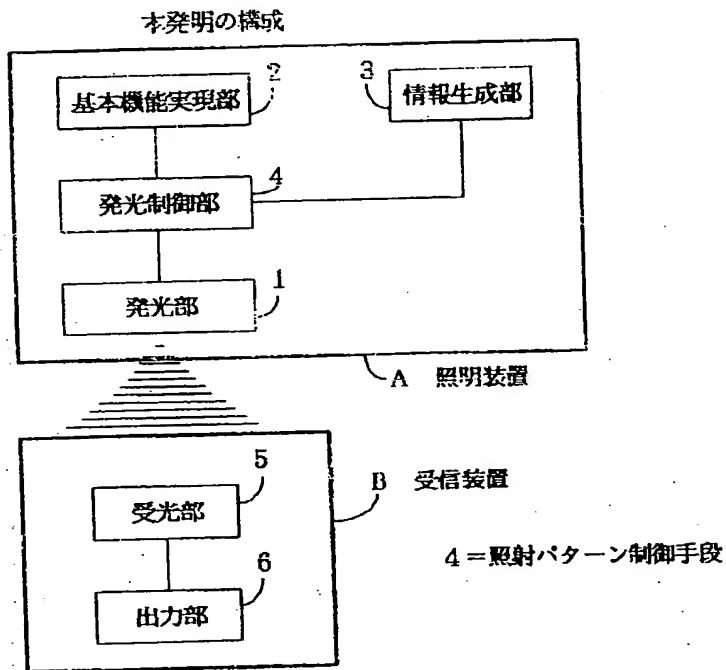 本発明の構成
基本機能実現部
2
3
情報生成部
発光制御部
4
発光部
1
A 照明装置
5
受光部
B 受信装置
6
出力部
4=照射パターン制御手段